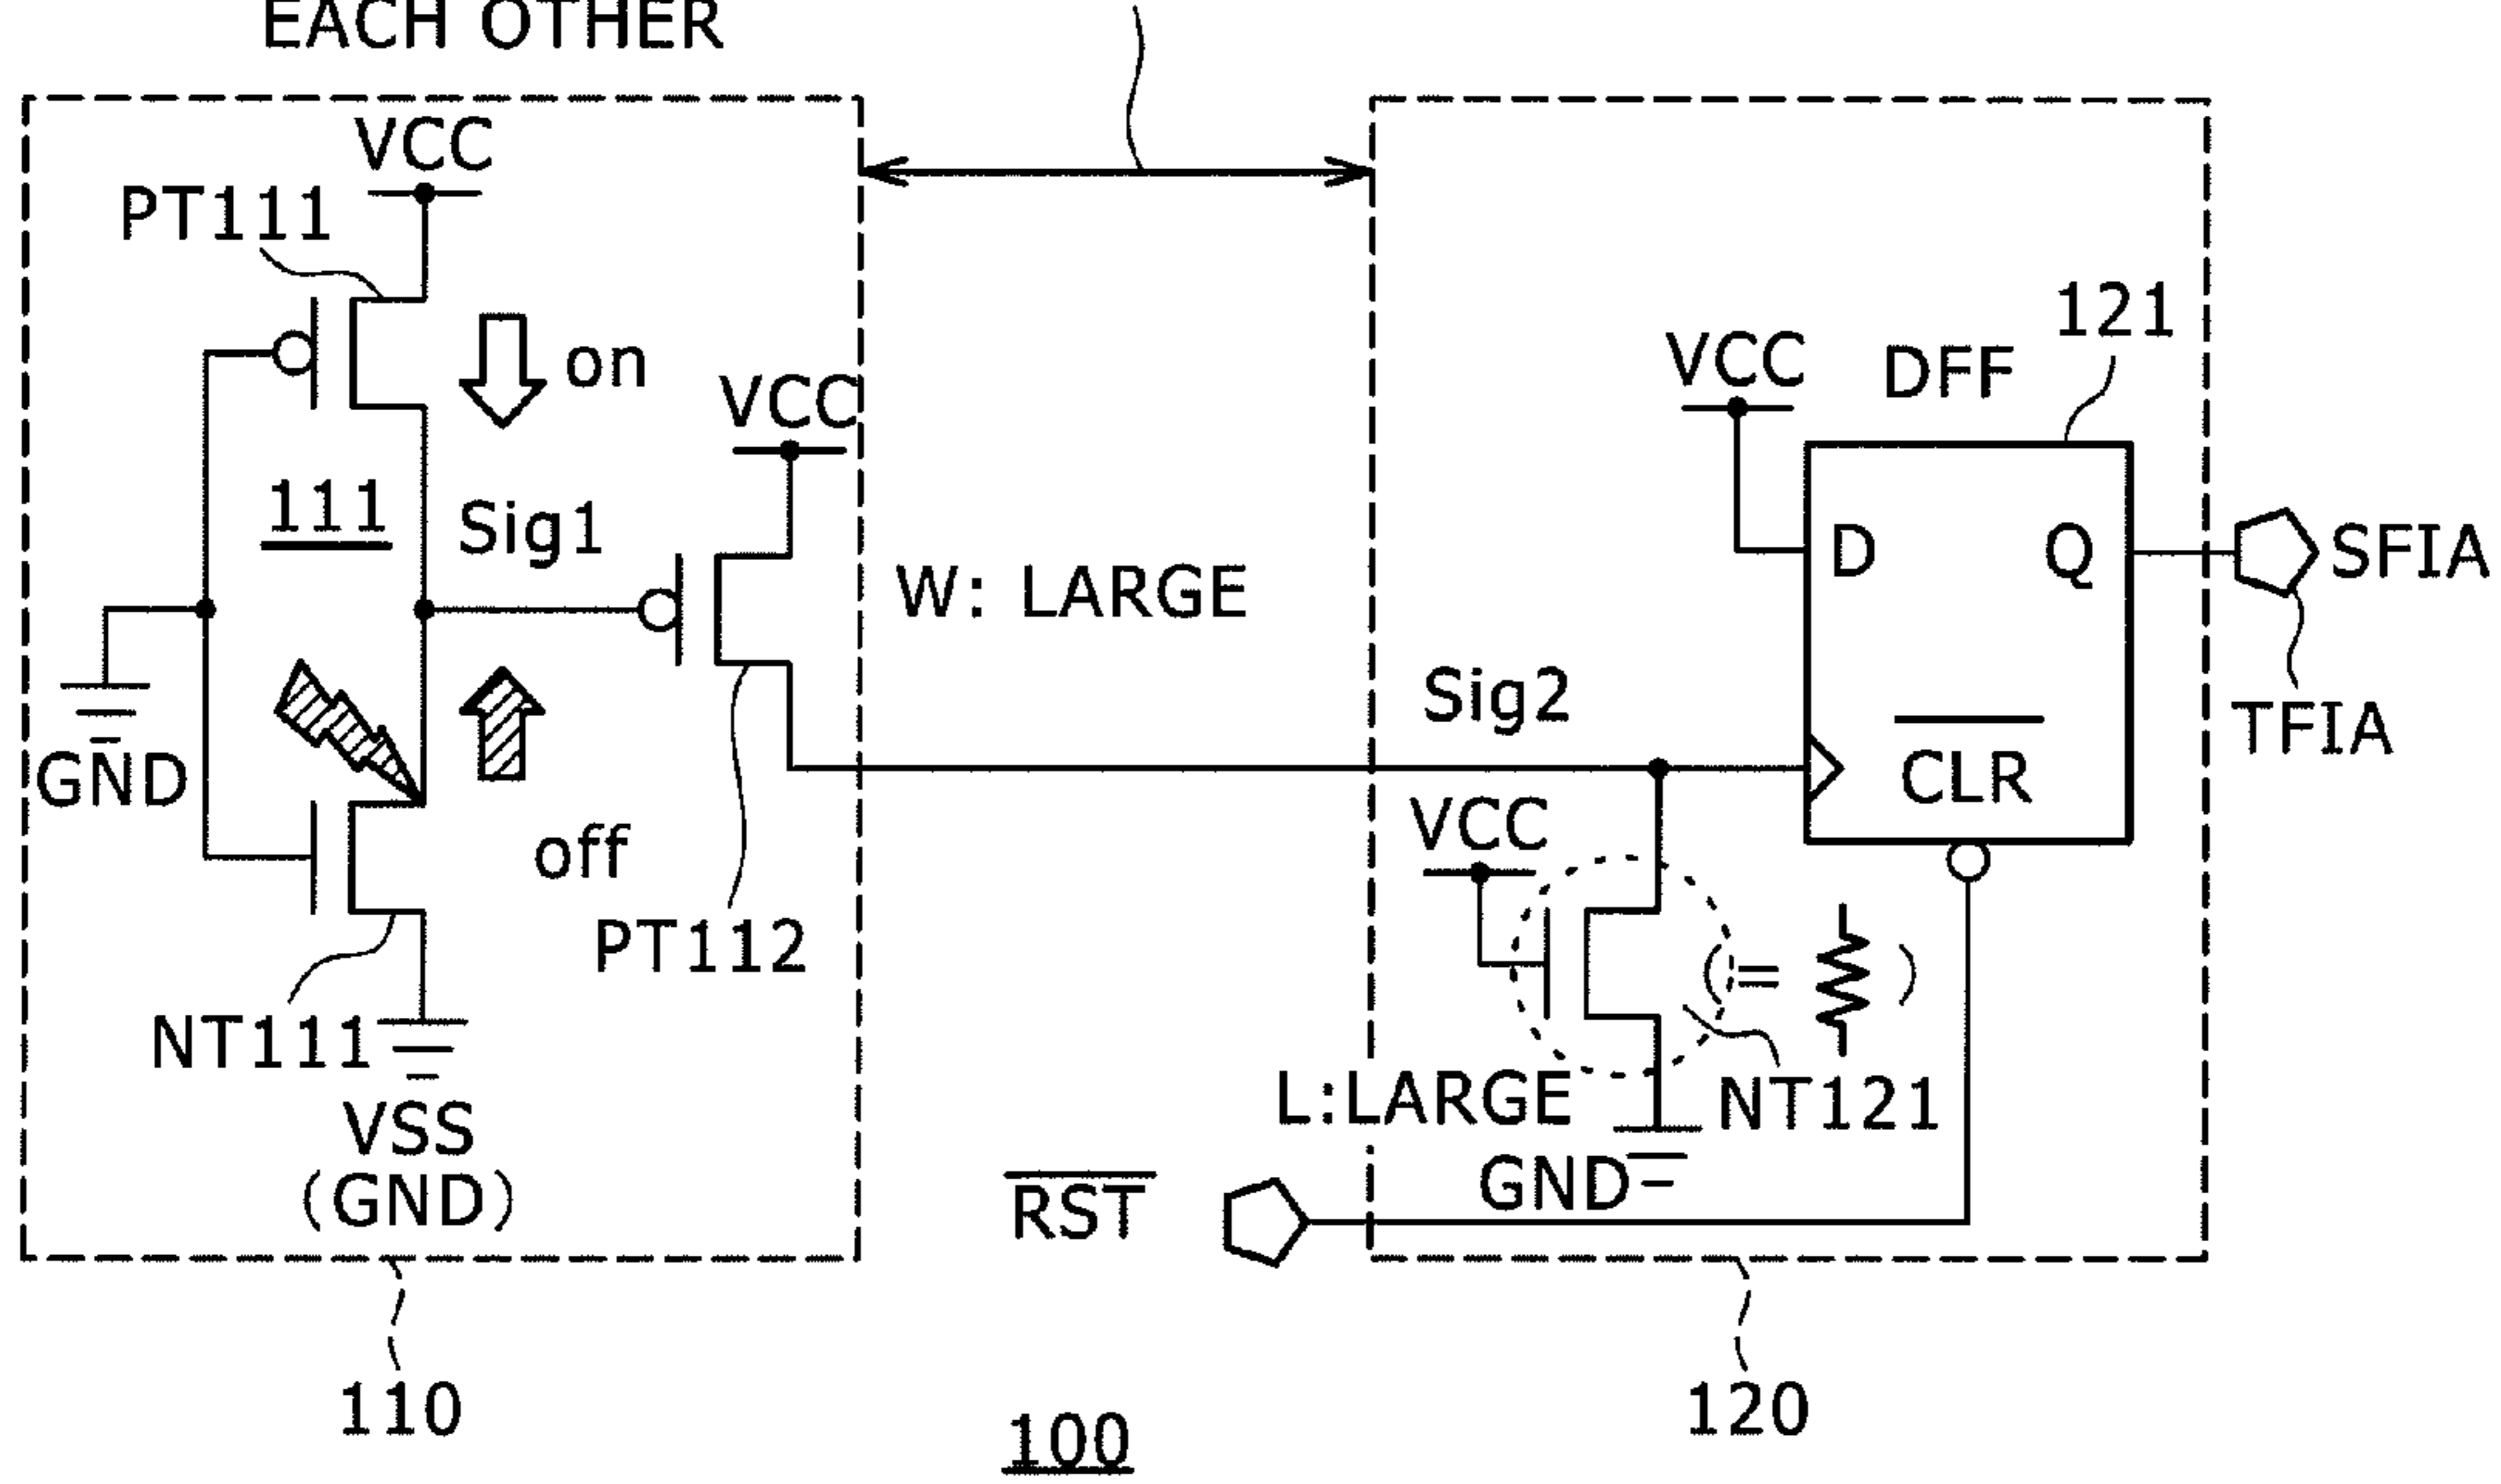 EACH OTHER
VCC
PT111
on
VCC
111
Sig1
W: LARGE
GND
off
PT112
NT111
VSS
(GND)
110
121
VCC
DFF
D
Q
SFIA
TFIA
Sig2
CLR
VCC
(= )
L:LARGE
NT121
GND
RST
120
100